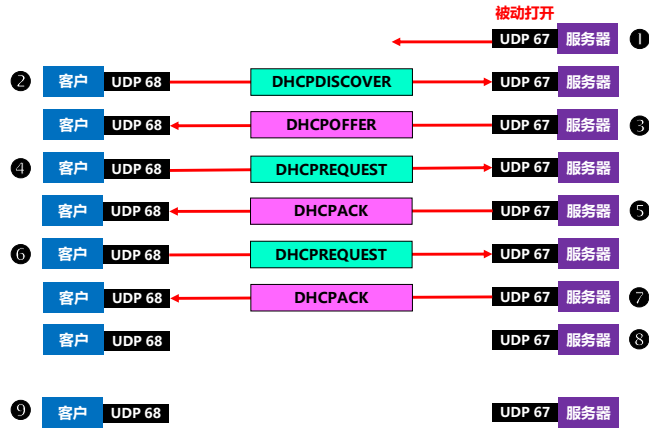 被动打开
UDP 67 服务器 ❶
❷ 客户 UDP 68 DHCPDISCOVER UDP 67 服务器
客户 UDP 68 DHCPOFFER UDP 67 服务器 ❸
❹ 客户 UDP 68 DHCPREQUEST UDP 67 服务器
客户 UDP 68 DHCPACK UDP 67 服务器 ❺
❻ 客户 UDP 68 DHCPREQUEST UDP 67 服务器
客户 UDP 68 DHCPACK UDP 67 服务器 ❼
客户 UDP 68 UDP 67 服务器 ❽
❾ 客户 UDP 68 UDP 67 服务器